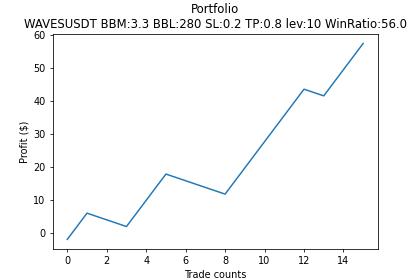 Portfolio
WAVESUSDT BBM:3.3 BBL:280 SL:0.2 TP:0.8 lev:10 WinRatio:56.0
60
50
40
30
20
10
0
Profit ($)
0 2 4 6 8 10 12 14
Trade counts